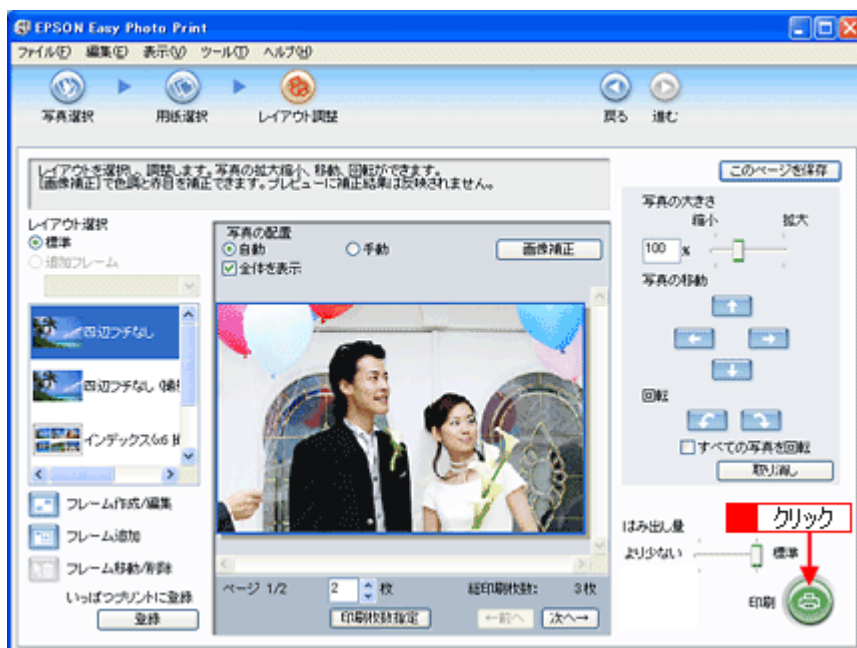 EPSON Easy Photo Print
ファイル(F) 編集(E) 表示(V) ツール(T) ヘルプ(H)
写真選択 用紙選択 レイアウト調整 戻る 進む
レイアウトを選択し、調整します。写真の拡大縮小、移動、回転ができます。
[画像補正]で色調と赤目を補正できます。プレビューに補正結果は反映されません。
このページを保存
レイアウト選択
標準
追加フレーム
四辺フチなし
四辺フチなし (補
インデックス(x6
フレーム作成/編集
フレーム追加
フレーム移動/削除
いっぱつプリントに登録
登録
写真の配置
自動 手動 画像補正
全体を表示
ページ 1/2 2 枚 総印刷枚数: 3枚
印刷枚数指定 ←前へ 次へ→
写真の大きさ
縮小 拡大
100 %
写真の移動
回転
すべての写真を回転
取り消し
クリック
はみ出し量
より少ない 標準
印刷